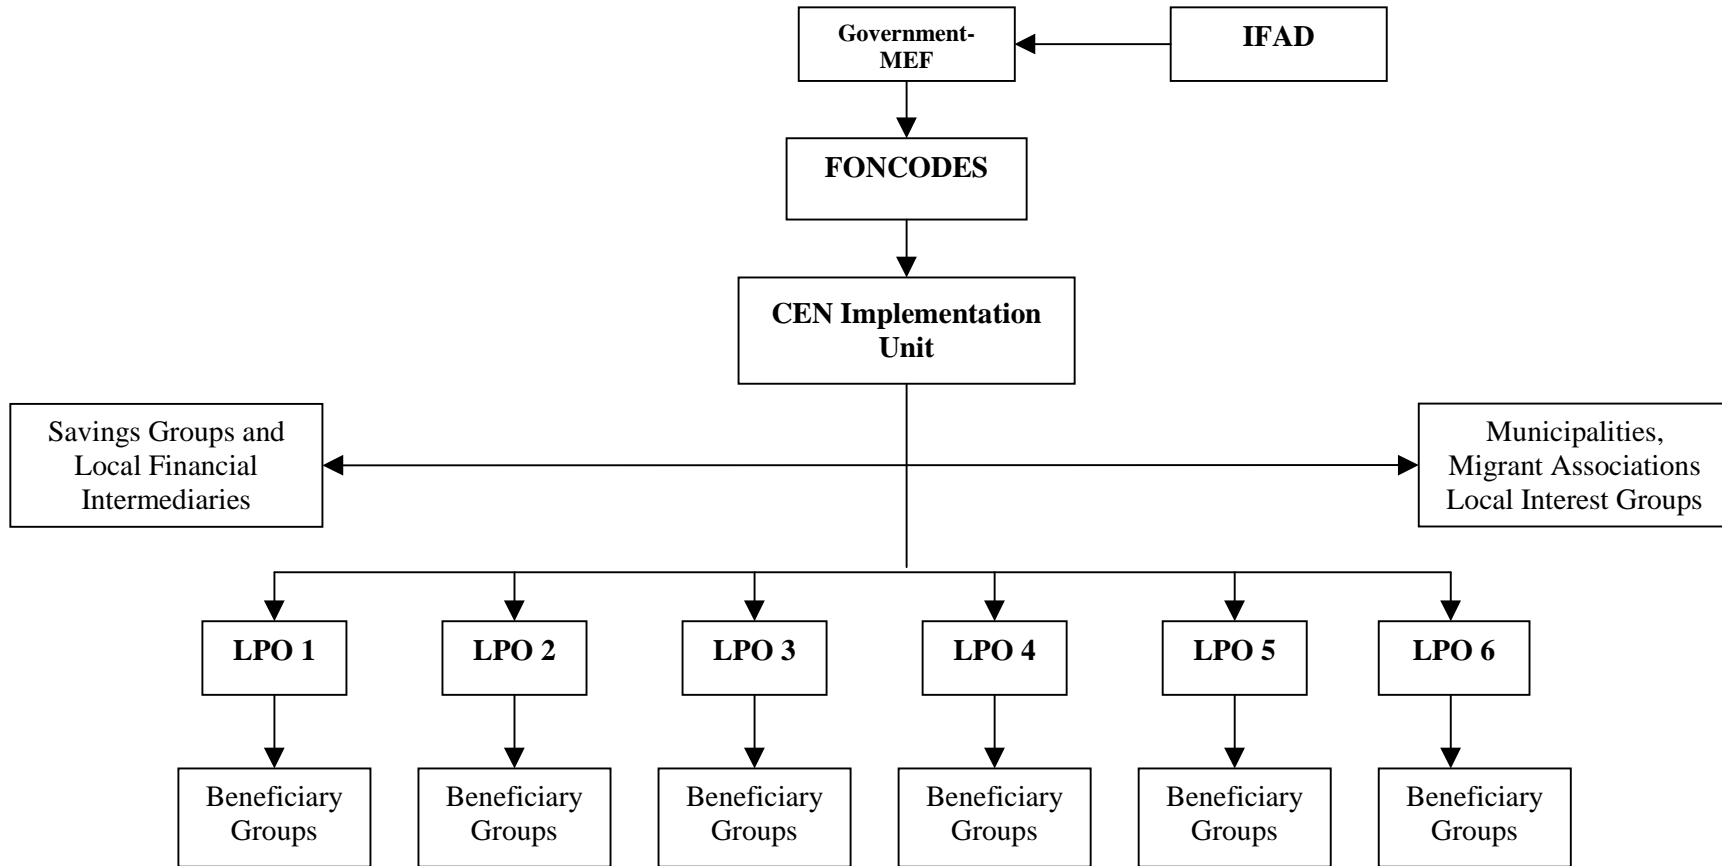 Government-
MEF
IFAD
FONCODES
CEN Implementation
Unit
Savings Groups and
Local Financial
Intermediaries
Municipalities,
Migrant Associations
Local Interest Groups
LPO 1
LPO 2
LPO 3
LPO 4
LPO 5
LPO 6
Beneficiary
Groups
Beneficiary
Groups
Beneficiary
Groups
Beneficiary
Groups
Beneficiary
Groups
Beneficiary
Groups